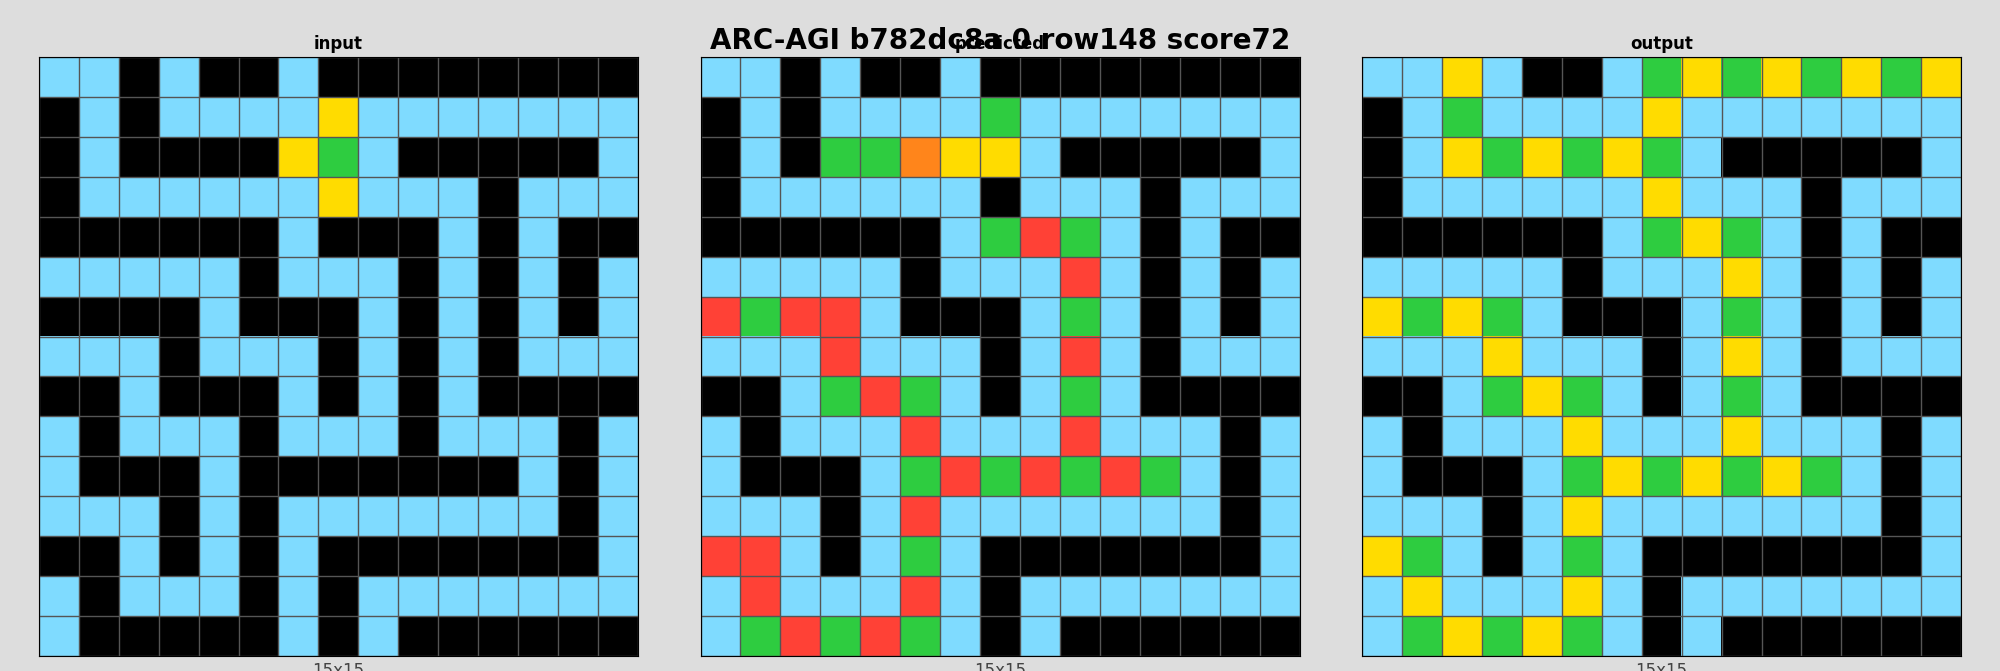 ARC-AGI b782dc8a 0 row148 score72
input
predicted
output
15x15
15x15
15x15